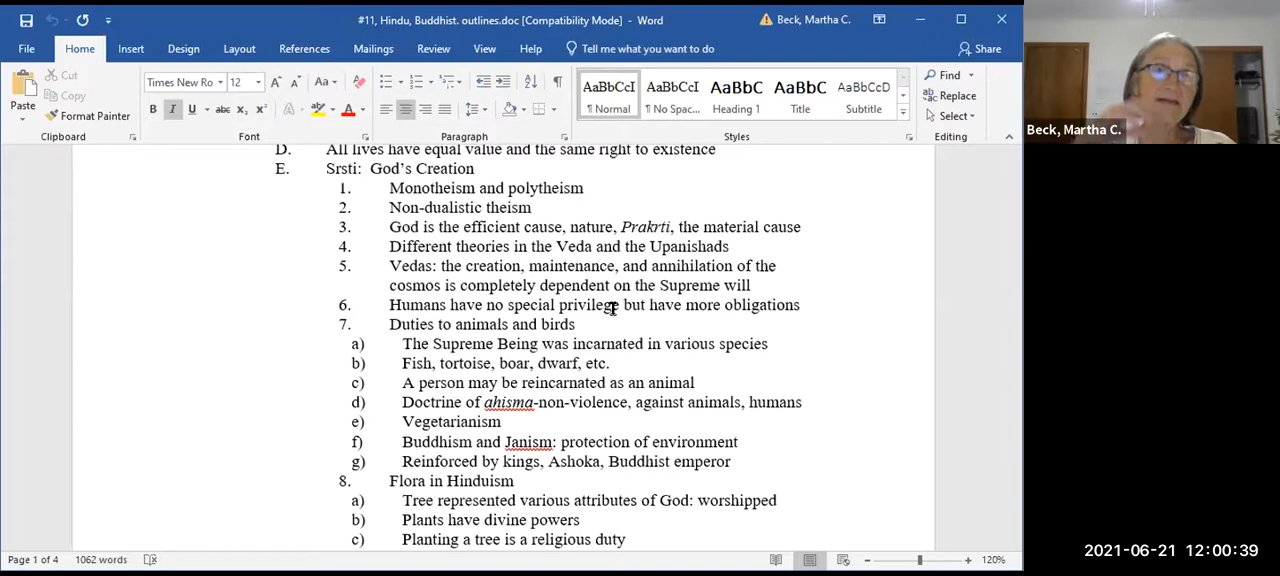 #11, Hindu, Buddhist. outlines.doc [Compatibility Mode] - Word
Beck, Martha C.
File Home Insert Design Layout References Mailings Review View Help Tell me what you want to do Share
Paste
Cut
Copy
Format Painter
Clipboard
Times New Ro 12
Font
Paragraph
AaBbCcI AaBbCcI AaBbC AaBbC AaBbCcD
¶ Normal ¶ No Spac... Heading 1 Title Subtitle
Styles
Find
Replace
Select
Editing
Beck, Martha C.
D. All lives have equal value and the same right to existence
E. Srsti: God's Creation
1. Monotheism and polytheism
2. Non-dualistic theism
3. God is the efficient cause, nature, Prakrti, the material cause
4. Different theories in the Veda and the Upanishads
5. Vedas: the creation, maintenance, and annihilation of the
cosmos is completely dependent on the Supreme will
6. Humans have no special privilege but have more obligations
7. Duties to animals and birds
a) The Supreme Being was incarnated in various species
b) Fish, tortoise, boar, dwarf, etc.
c) A person may be reincarnated as an animal
d) Doctrine of ahisma-non-violence, against animals, humans
e) Vegetarianism
f) Buddhism and Janism: protection of environment
g) Reinforced by kings, Ashoka, Buddhist emperor
8. Flora in Hinduism
a) Tree represented various attributes of God: worshipped
b) Plants have divine powers
c) Planting a tree is a religious duty
Page 1 of 4 1062 words 120%
2021-06-21 12:00:39